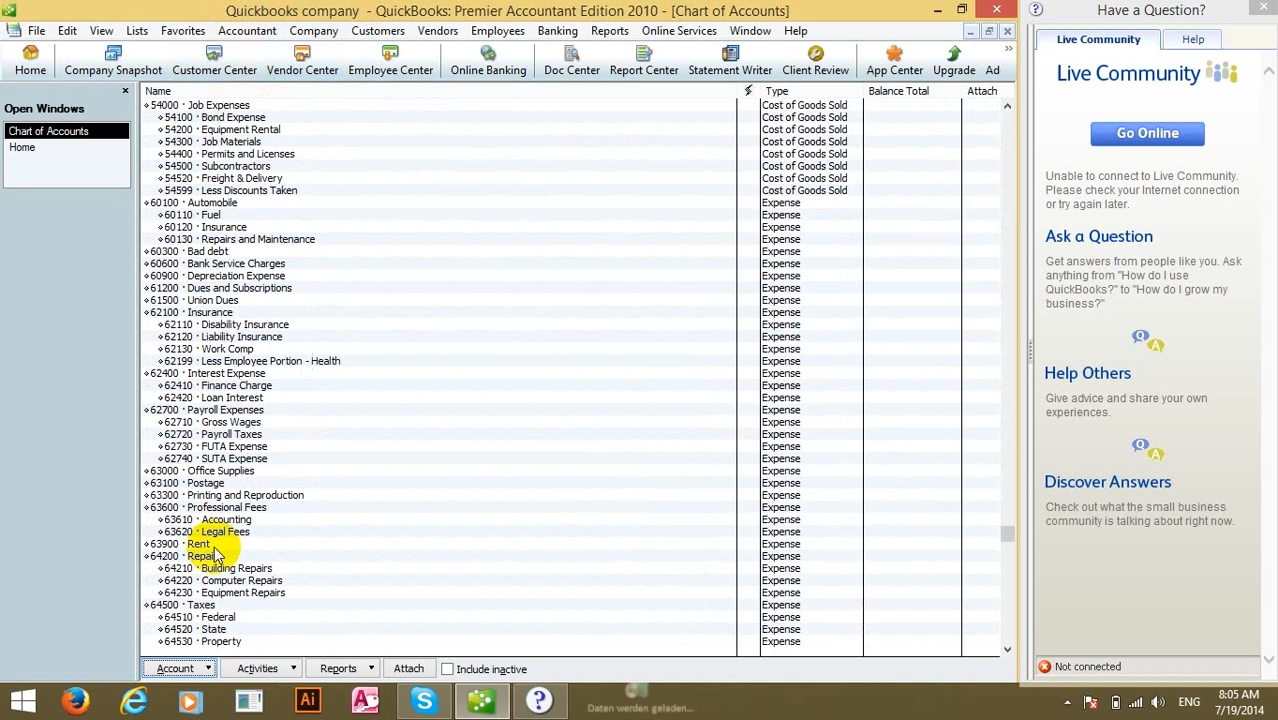 Quickbooks company - QuickBooks: Premier Accountant Edition 2010 - [Chart of Accounts]
Have a Question?
File Edit View Lists Favorites Accountant Company Customers Vendors Employees Banking Reports Online Services Window Help
Live Community Help
Home Company Snapshot Customer Center Vendor Center Employee Center Online Banking Doc Center Report Center Statement Writer Client Review App Center Upgrade Ad
Live Community
Open Windows
Chart of Accounts
Home
Name Type Balance Total Attach
54000 · Job Expenses Cost of Goods Sold
54100 · Bond Expense Cost of Goods Sold
54200 · Equipment Rental Cost of Goods Sold
54300 · Job Materials Cost of Goods Sold
54400 · Permits and Licenses Cost of Goods Sold
54500 · Subcontractors Cost of Goods Sold
54520 · Freight & Delivery Cost of Goods Sold
54599 · Less Discounts Taken Cost of Goods Sold
60100 · Automobile Expense
60110 · Fuel Expense
60120 · Insurance Expense
60130 · Repairs and Maintenance Expense
60300 · Bad debt Expense
60600 · Bank Service Charges Expense
60900 · Depreciation Expense Expense
61200 · Dues and Subscriptions Expense
61500 · Union Dues Expense
62100 · Insurance Expense
62110 · Disability Insurance Expense
62120 · Liability Insurance Expense
62130 · Work Comp Expense
62199 · Less Employee Portion - Health Expense
62400 · Interest Expense Expense
62410 · Finance Charge Expense
62420 · Loan Interest Expense
62700 · Payroll Expenses Expense
62710 · Gross Wages Expense
62720 · Payroll Taxes Expense
62730 · FUTA Expense Expense
62740 · SUTA Expense Expense
63000 · Office Supplies Expense
63100 · Postage Expense
63300 · Printing and Reproduction Expense
63600 · Professional Fees Expense
63610 · Accounting Expense
63620 · Legal Fees Expense
63900 · Rent Expense
64200 · Repairs Expense
64210 · Building Repairs Expense
64220 · Computer Repairs Expense
64230 · Equipment Repairs Expense
64500 · Taxes Expense
64510 · Federal Expense
64520 · State Expense
64530 · Property Expense
Account Activities Reports Attach Include inactive
Go Online
Unable to connect to Live Community.
Please check your Internet connection
or try again later.
Ask a Question
Get answers from people like you. Ask
anything from "How do I use
QuickBooks?" to "How do I grow my
business?"
Q A
Help Others
Give advice and share your own
experiences.
Q A
Discover Answers
Check out what the small business
community is talking about right now.
Not connected
Ai
Daten werden geladen...
ENG
8:05 AM
7/19/2014